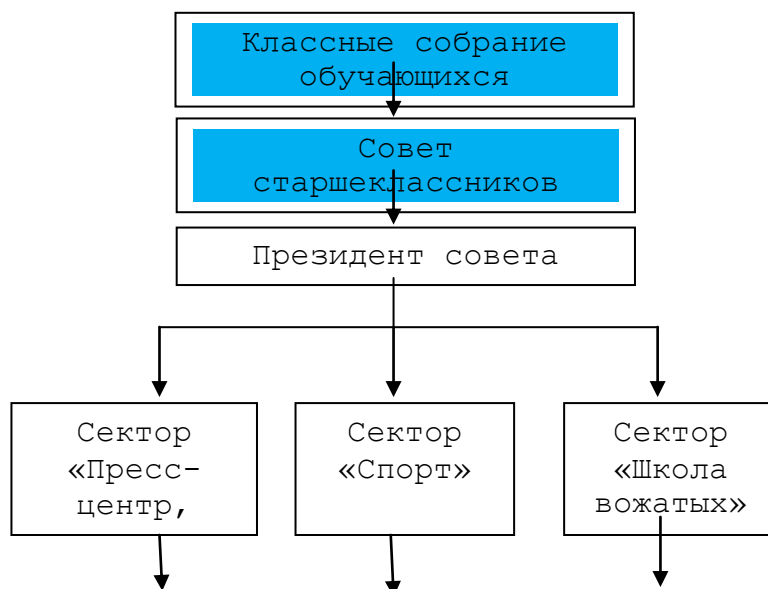 Классные собрание
обучающихся
Совет
старшеклассников
Президент совета
Сектор
«Пресс-
центр,
Сектор
«Спорт»
Сектор
«Школа
вожатых»